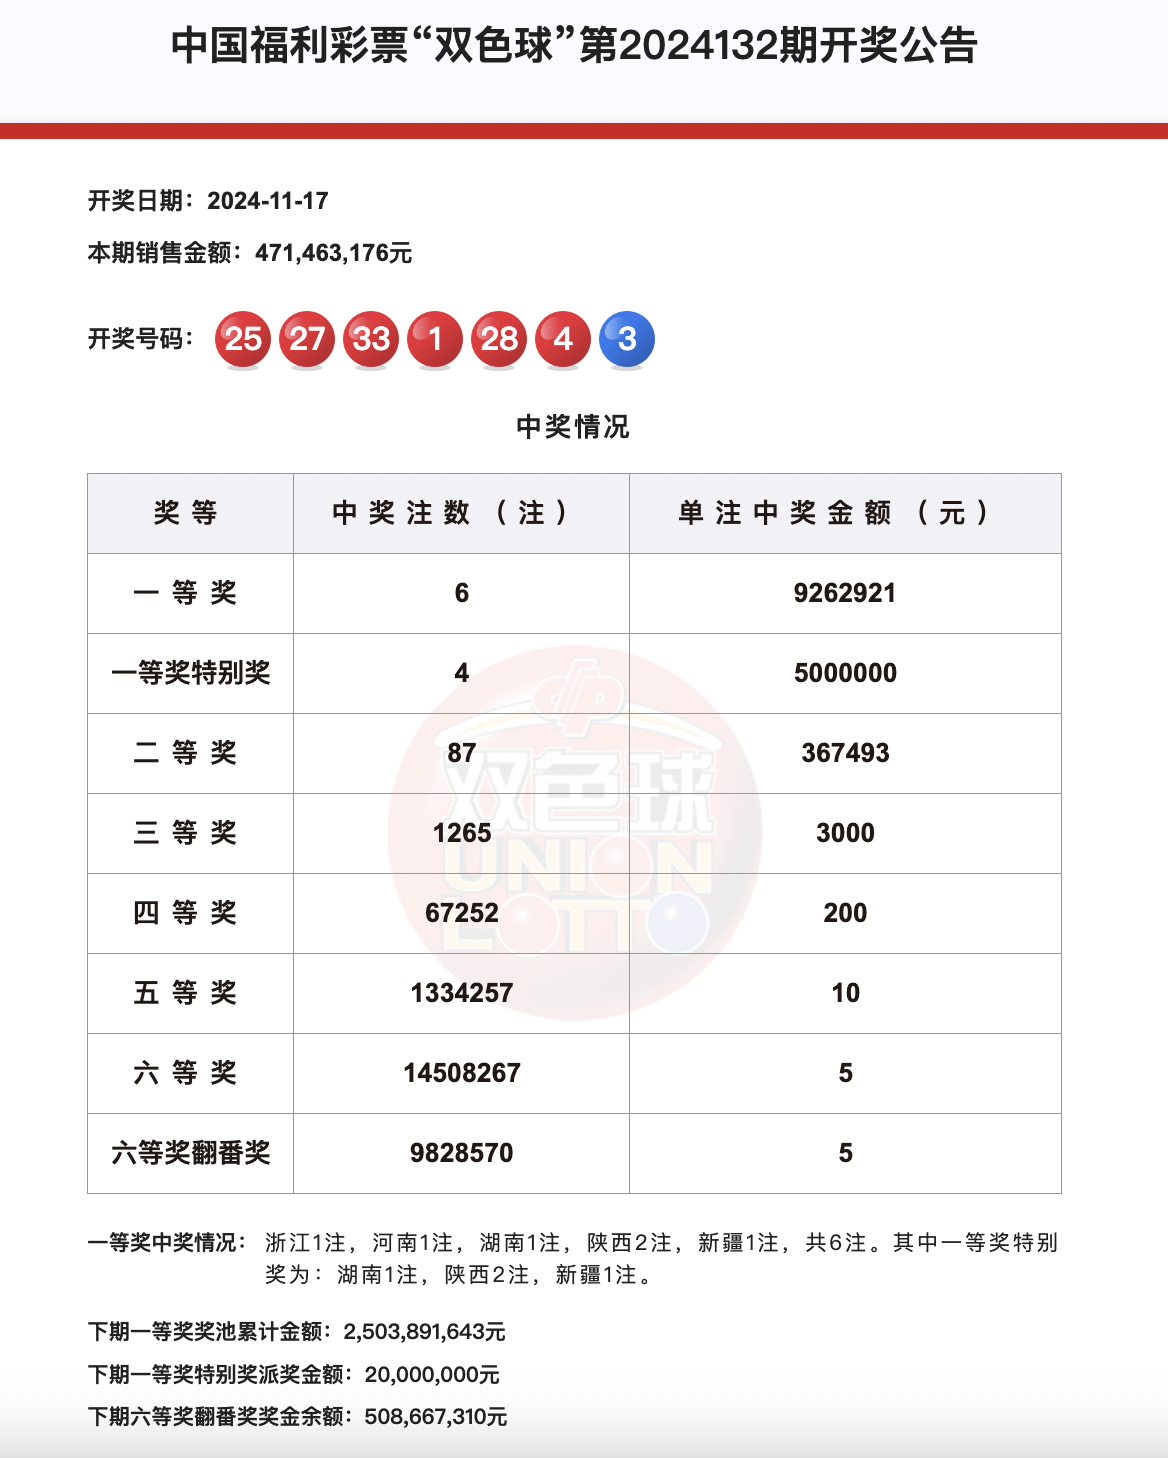 中国福利彩票“双色球”第2024132期开奖公告
开奖日期：2024-11-17
本期销售金额：471,463,176元
开奖号码： 25 27 33 1 28 4 3
中奖情况
奖等 中奖注数（注） 单注中奖金额（元）
一等奖 6 9262921
一等奖特别奖 4 5000000
二等奖 87 367493
三等奖 1265 3000
四等奖 67252 200
五等奖 1334257 10
六等奖 14508267 5
六等奖翻番奖 9828570 5
双色球
UNION
LOTTO
一等奖中奖情况： 浙江1注，河南1注，湖南1注，陕西2注，新疆1注，共6注。其中一等奖特别
奖为：湖南1注，陕西2注，新疆1注。
下期一等奖奖池累计金额：2,503,891,643元
下期一等奖特别奖派奖金额：20,000,000元
下期六等奖翻番奖奖金余额：508,667,310元